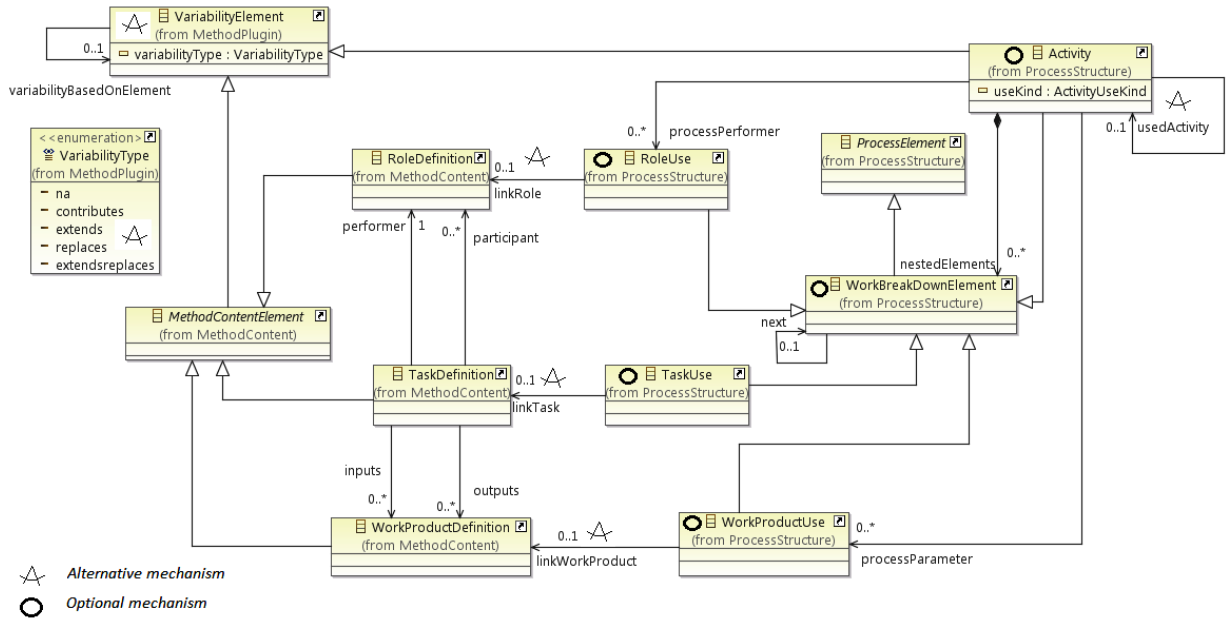 VariabilityElement
(from MethodPlugin)
variabilityType : VariabilityType
0..1
variabilityBasedOnElement
Activity
(from ProcessStructure)
useKind : ActivityUseKind
0..1
usedActivity
<<enumeration>>
VariabilityType
(from MethodPlugin)
na
contributes
extends
replaces
extendsreplaces
RoleDefinition
(from MethodContent)
0..1
linkRole
RoleUse
(from ProcessStructure)
0..*
processPerformer
ProcessElement
(from ProcessStructure)
performer
1
0..*
participant
nestedElements
0..*
WorkBreakDownElement
(from ProcessStructure)
next
0..1
MethodContentElement
(from MethodContent)
TaskDefinition
(from MethodContent)
0..1
linkTask
TaskUse
(from ProcessStructure)
inputs
0..*
outputs
0..*
WorkProductDefinition
(from MethodContent)
0..1
linkWorkProduct
WorkProductUse
(from ProcessStructure)
0..*
processParameter
Alternative mechanism
Optional mechanism